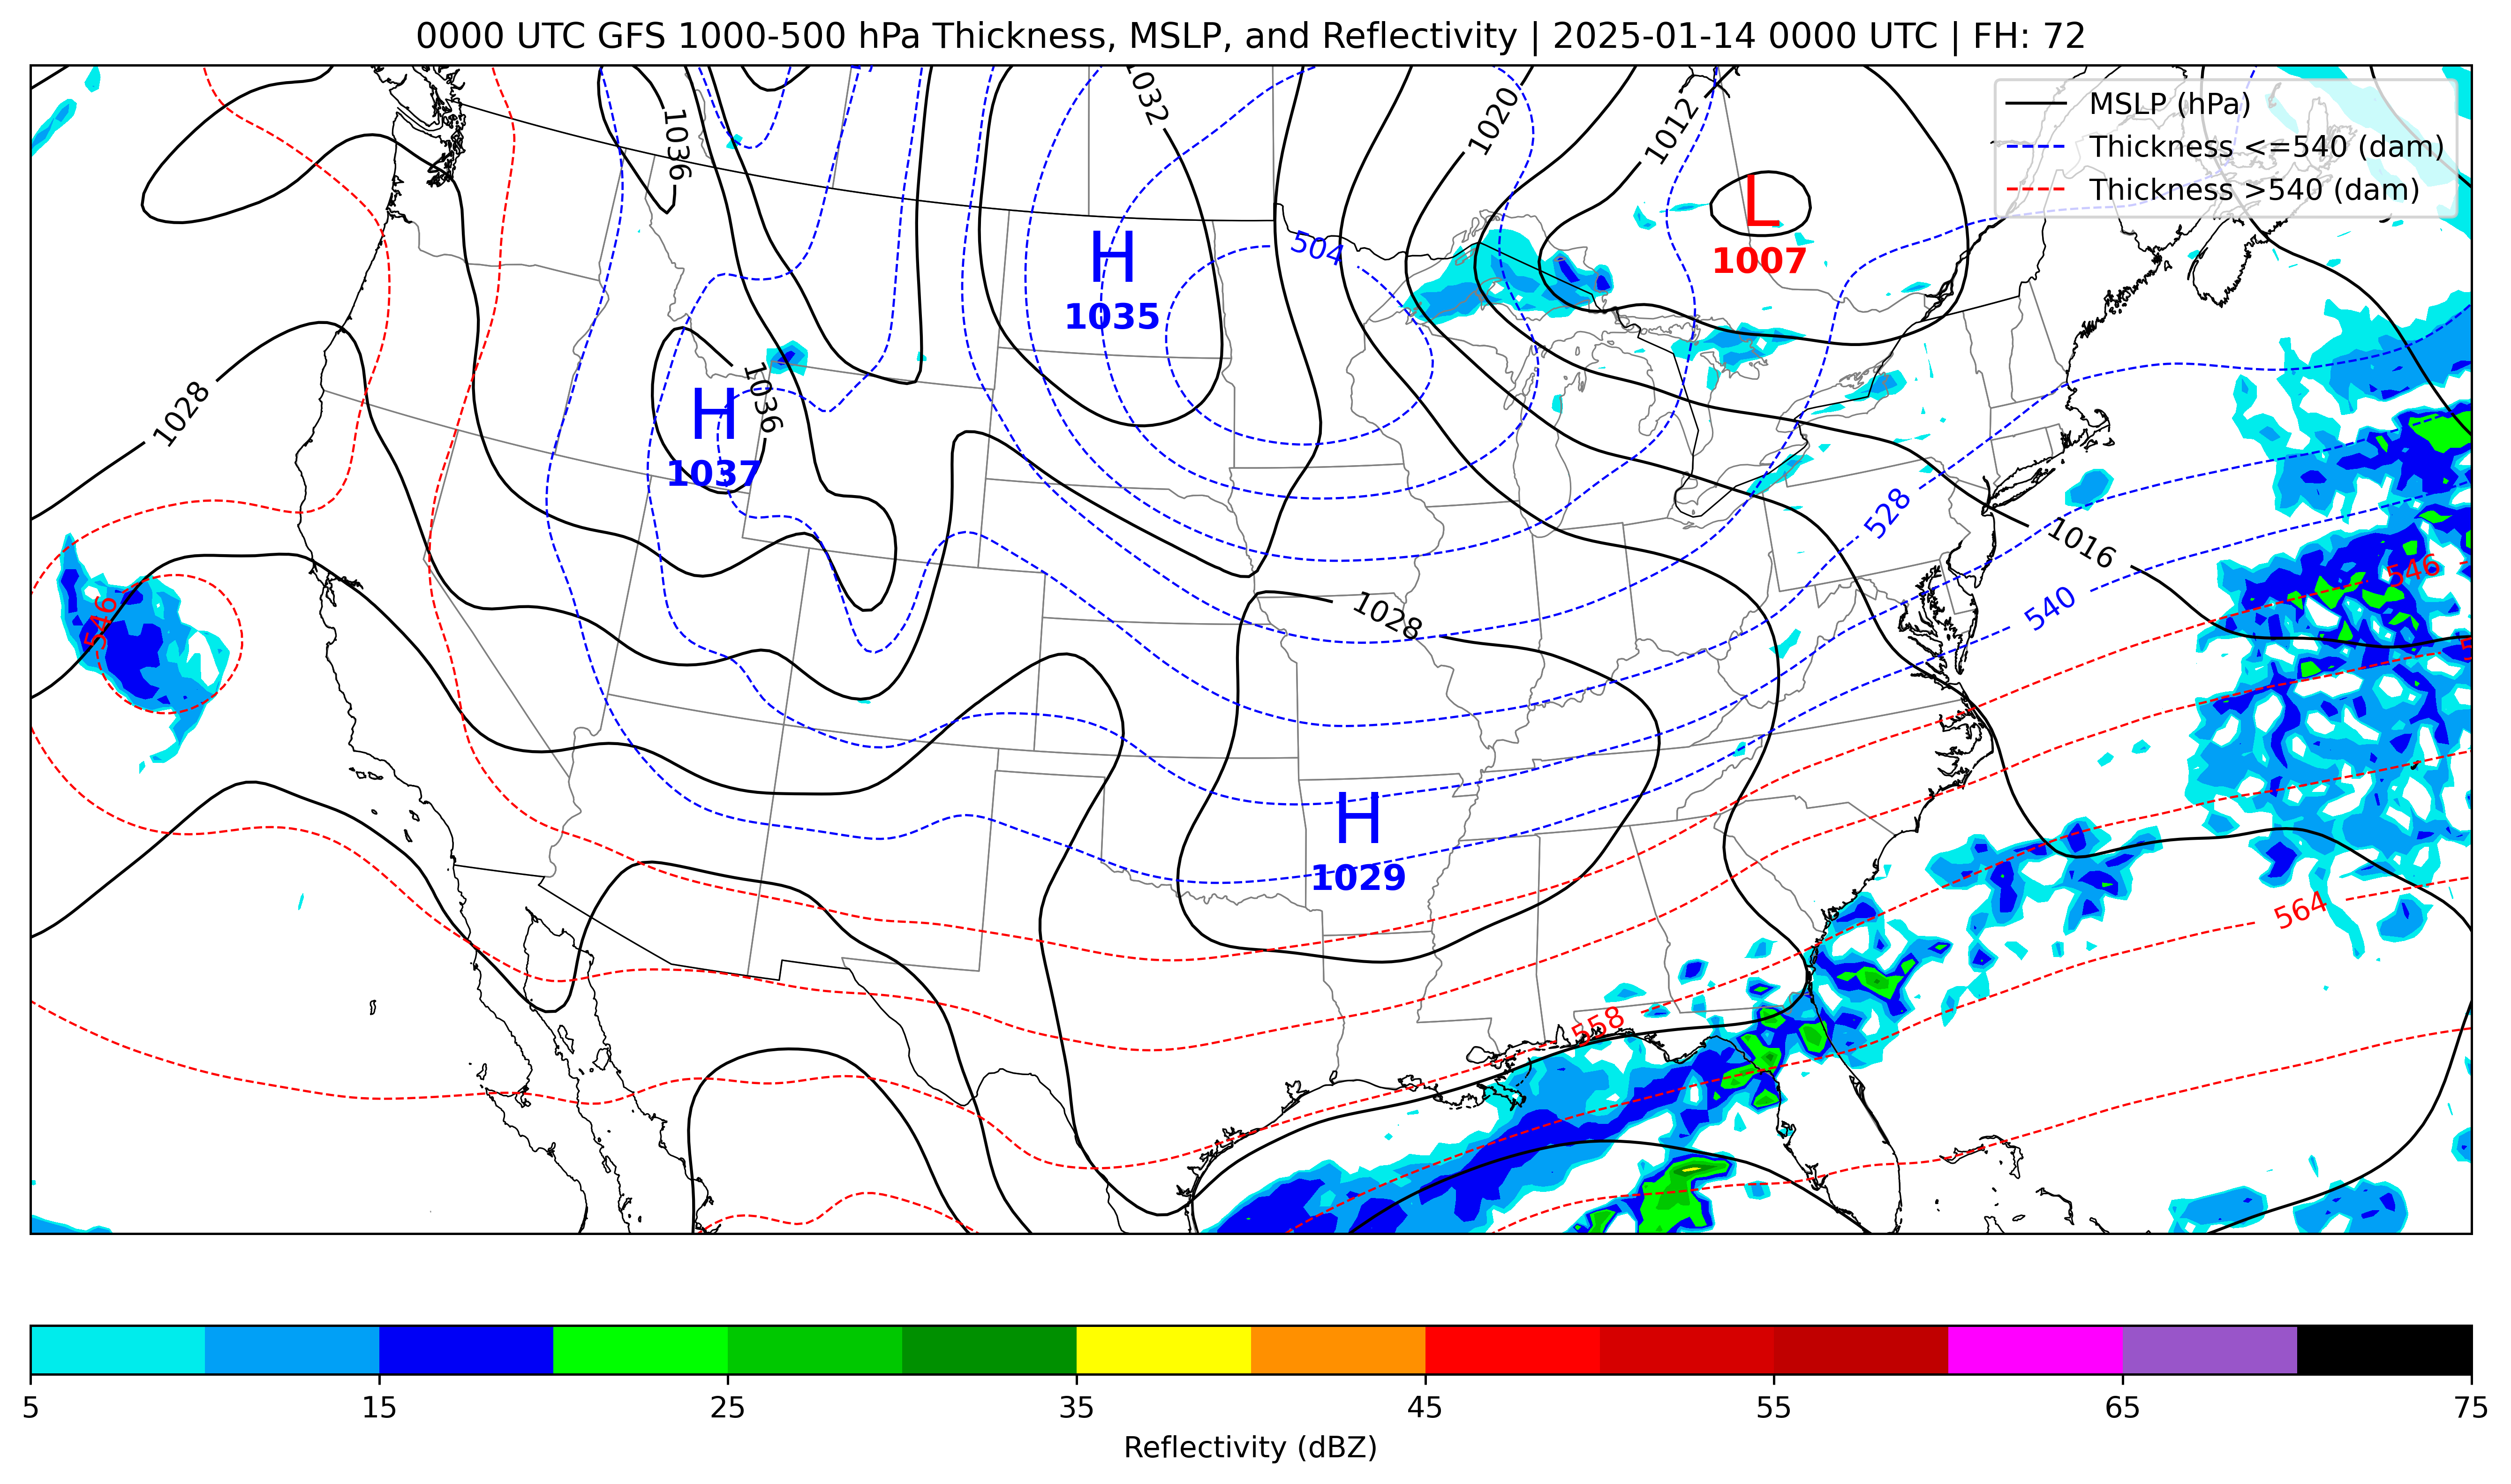 0000 UTC GFS 1000-500 hPa Thickness, MSLP, and Reflectivity | 2025-01-14 0000 UTC | FH: 72
MSLP (hPa)
Thickness <=540 (dam)
Thickness >540 (dam)
1036
1032
1020
1012
L
1007
504
H
1035
1028
1036
H
1037
528
1016
546
546
540
1028
H
1029
564
558
5 15 25 35 45 55 65 75
Reflectivity (dBZ)